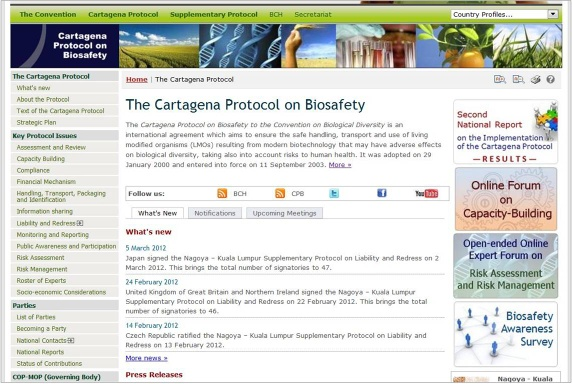 The Convention Cartagena Protocol Supplementary Protocol BCH Secretariat Country Profiles...
Cartagena
Protocol on
Biosafety
The Cartagena Protocol
What's new
About the Protocol
Text of the Cartagena Protocol
Strategic Plan
Key Protocol Issues
Assessment and Review
Capacity Building
Compliance
Financial Mechanism
Handling, Transport, Packaging
and Identification
Information sharing
Liability and Redress
Monitoring and Reporting
Public Awareness and Participation
Risk Assessment
Risk Management
Roster of Experts
Socio-economic Considerations
Parties
List of Parties
Becoming a Party
National Contacts
National Reports
Status of Contributions
COP-MOP (Governing Body)
Home | The Cartagena Protocol
The Cartagena Protocol on Biosafety
The Cartagena Protocol on Biosafety to the Convention on Biological Diversity is an
international agreement which aims to ensure the safe handling, transport and use of living
modified organisms (LMOs) resulting from modern biotechnology that may have adverse effects
on biological diversity, taking also into account risks to human health. It was adopted on 29
January 2000 and entered into force on 11 September 2003. More »
Follow us: BCH CPB YouTube
What's New Notifications Upcoming Meetings
What's new
5 March 2012
Japan signed the Nagoya – Kuala Lumpur Supplementary Protocol on Liability and Redress on 2
March 2012. This brings the total number of signatories to 47.
24 February 2012
United Kingdom of Great Britain and Northern Ireland signed the Nagoya – Kuala Lumpur
Supplementary Protocol on Liability and Redress on 22 February 2012. This brings the total
number of signatories to 46.
14 February 2012
Czech Republic ratified the Nagoya – Kuala Lumpur Supplementary Protocol on Liability and
Redress on 13 February 2012.
More news »
Press Releases
Second
National Report
on the Implementation
of the Cartagena Protocol
— RESULTS —
Online Forum
on
Capacity-Building
Open-ended Online
Expert Forum on
Risk Assessment
and Risk Management
Biosafety
Awareness
Survey
Nagoya - Kuala